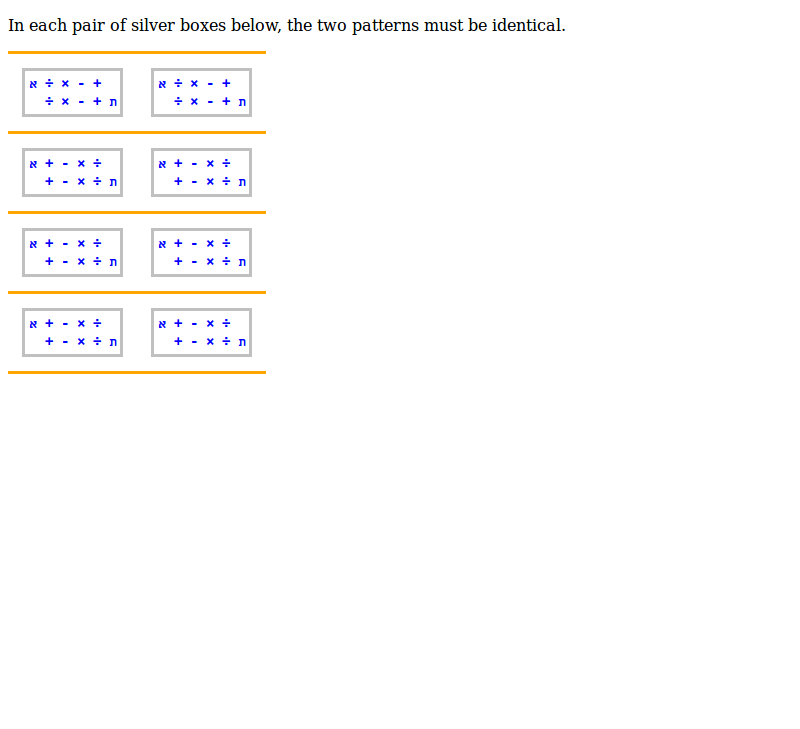 In each pair of silver boxes below, the two patterns must be identical.
א ÷ × - +
÷ × - + ת
א ÷ × - +
÷ × - + ת
א + - × ÷
+ - × ÷ ת
א + - × ÷
+ - × ÷ ת
א + - × ÷
+ - × ÷ ת
א + - × ÷
+ - × ÷ ת
א + - × ÷
+ - × ÷ ת
א + - × ÷
+ - × ÷ ת